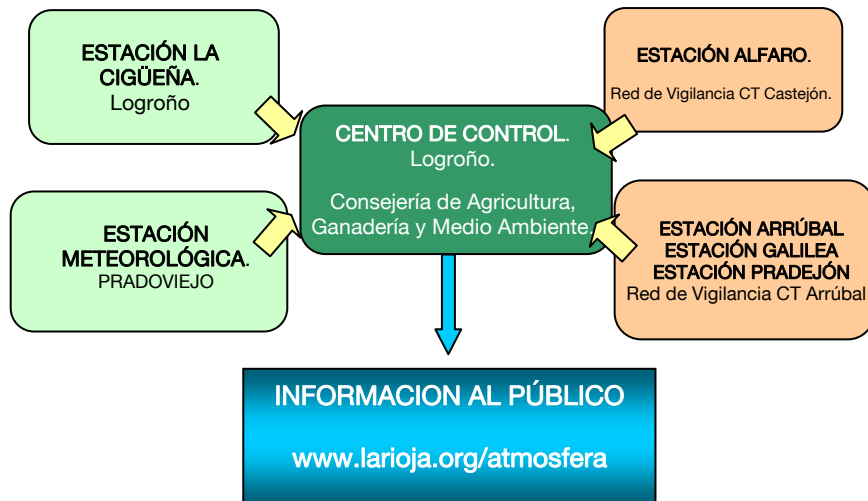 ESTACIÓN LA
CIGÜEÑA.
Logroño
ESTACIÓN ALFARO.
Red de Vigilancia CT Castejón.
CENTRO DE CONTROL.
Logroño.
Consejería de Agricultura,
Ganadería y Medio Ambiente.
ESTACIÓN
METEOROLÓGICA.
PRADOVIEJO
ESTACIÓN ARRÚBAL
ESTACIÓN GALILEA
ESTACIÓN PRADEJÓN
Red de Vigilancia CT Arrúbal
INFORMACION AL PÚBLICO
www.larioja.org/atmosfera